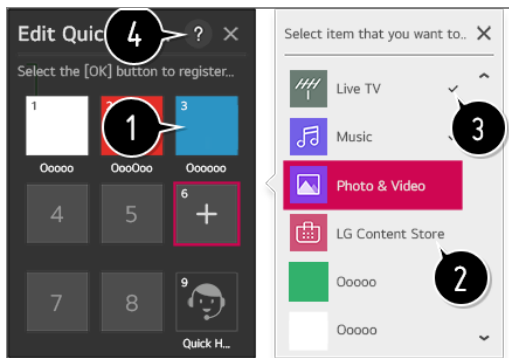 Edit Quic
4
?
Select the [OK] button to register...
1
2
3
1
Ooooo
OooOoo
Oooooo
4
5
6
+
7
8
9
Quick H...
Select item that you want to..
Live TV
3
Music
Photo & Video
LG Content Store
2
Ooooo
Ooooo